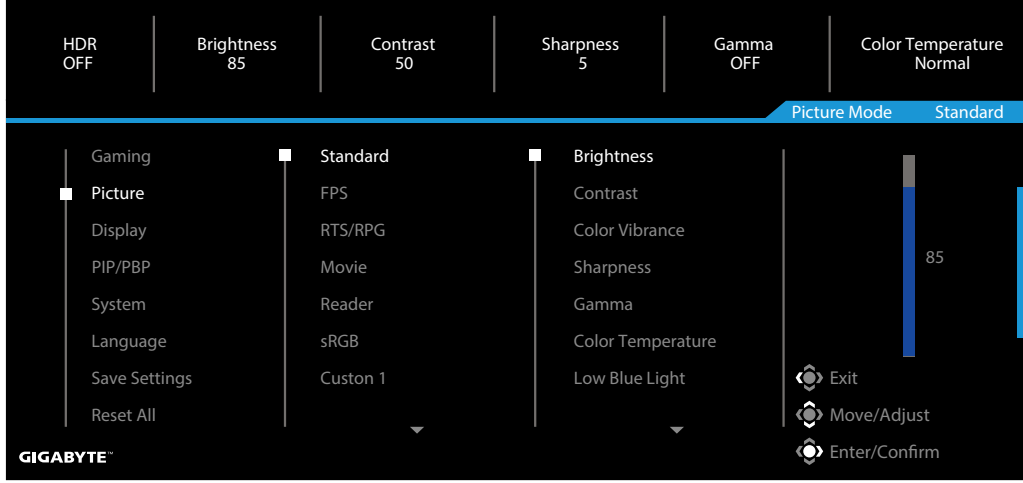 HDR
OFF
Brightness
85
Contrast
50
Sharpness
5
Gamma
OFF
Color Temperature
Normal
Picture Mode Standard
Gaming
Picture
Display
PIP/PBP
System
Language
Save Settings
Reset All
Standard
FPS
RTS/RPG
Movie
Reader
sRGB
Custon 1
Brightness
Contrast
Color Vibrance
Sharpness
Gamma
Color Temperature
Low Blue Light
85
Exit
Move/Adjust
Enter/Confirm
GIGABYTE™